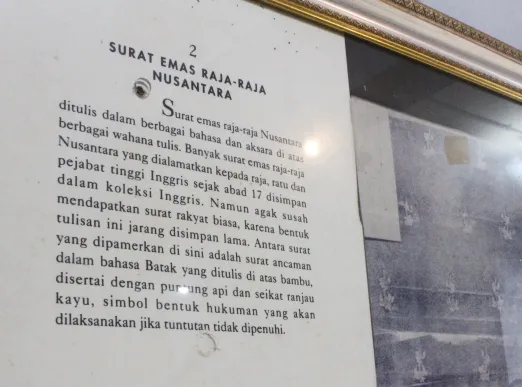 2
SURAT EMAS RAJA-RAJA
NUSANTARA
Surat emas raja-raja Nusantara
ditulis dalam berbagai bahasa dan aksara di atas
berbagai wahana tulis. Banyak surat emas raja-raja
Nusantara yang dialamatkan kepada raja, ratu dan
pejabat tinggi Inggris sejak abad 17 disimpan
dalam koleksi Inggris. Namun agak susah
mendapatkan surat rakyat biasa, karena bentuk
tulisan ini jarang disimpan lama. Antara surat
yang dipamerkan di sini adalah surat ancaman
dalam bahasa Batak yang ditulis di atas bambu,
disertai dengan puntung api dan seikat ranjau
kayu, simbol bentuk hukuman yang akan
dilaksanakan jika tuntutan tidak dipenuhi.